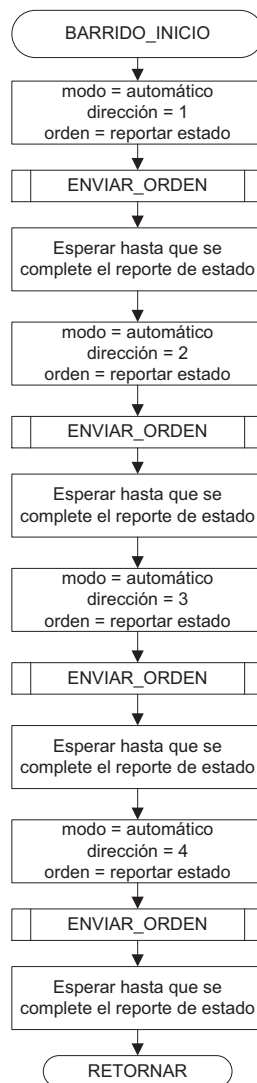 BARRIDO_INICIO
modo = automático
dirección = 1
orden = reportar estado
ENVIAR_ORDEN
Esperar hasta que se
complete el reporte de estado
modo = automático
dirección = 2
orden = reportar estado
ENVIAR_ORDEN
Esperar hasta que se
complete el reporte de estado
modo = automático
dirección = 3
orden = reportar estado
ENVIAR_ORDEN
Esperar hasta que se
complete el reporte de estado
modo = automático
dirección = 4
orden = reportar estado
ENVIAR_ORDEN
Esperar hasta que se
complete el reporte de estado
RETORNAR